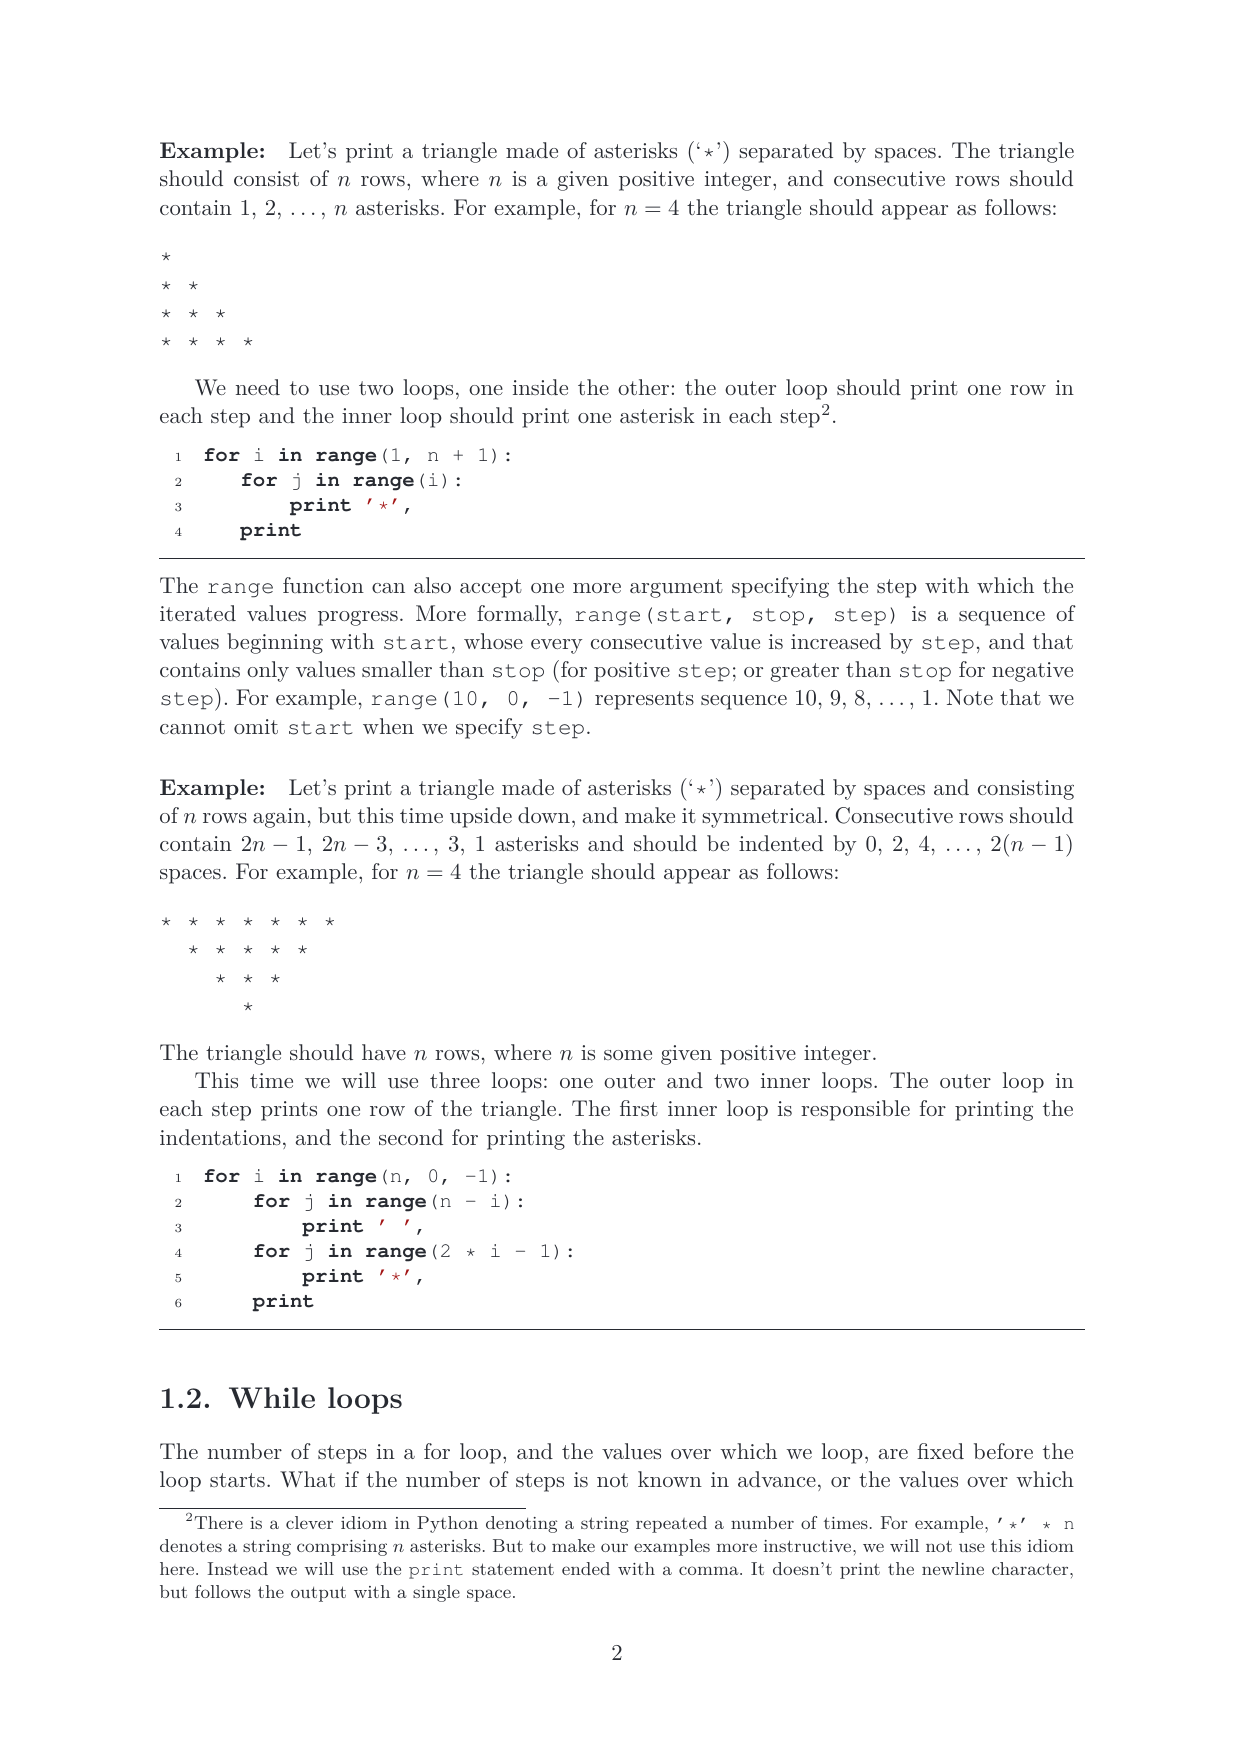 Example: Let's print a triangle made of asterisks (‘*’) separated by spaces. The triangle
should consist of n rows, where n is a given positive integer, and consecutive rows should
contain 1, 2, . . . , n asterisks. For example, for n = 4 the triangle should appear as follows:
*
* *
* * *
* * * *
We need to use two loops, one inside the other: the outer loop should print one row in
each step and the inner loop should print one asterisk in each step².
1 for i in range(1, n + 1):
2    for j in range(i):
3        print '*',
4    print
The range function can also accept one more argument specifying the step with which the
iterated values progress. More formally, range(start, stop, step) is a sequence of
values beginning with start, whose every consecutive value is increased by step, and that
contains only values smaller than stop (for positive step; or greater than stop for negative
step). For example, range(10, 0, -1) represents sequence 10, 9, 8, . . . , 1. Note that we
cannot omit start when we specify step.
Example: Let's print a triangle made of asterisks (‘*’) separated by spaces and consisting
of n rows again, but this time upside down, and make it symmetrical. Consecutive rows should
contain 2n − 1, 2n − 3, . . . , 3, 1 asterisks and should be indented by 0, 2, 4, . . . , 2(n − 1)
spaces. For example, for n = 4 the triangle should appear as follows:
* * * * * * *
  * * * * *
    * * *
      *
The triangle should have n rows, where n is some given positive integer.
This time we will use three loops: one outer and two inner loops. The outer loop in
each step prints one row of the triangle. The first inner loop is responsible for printing the
indentations, and the second for printing the asterisks.
1 for i in range(n, 0, -1):
2     for j in range(n - i):
3         print ' ',
4     for j in range(2 * i - 1):
5         print '*',
6     print
1.2. While loops
The number of steps in a for loop, and the values over which we loop, are fixed before the
loop starts. What if the number of steps is not known in advance, or the values over which
²There is a clever idiom in Python denoting a string repeated a number of times. For example, '*' * n
denotes a string comprising n asterisks. But to make our examples more instructive, we will not use this idiom
here. Instead we will use the print statement ended with a comma. It doesn't print the newline character,
but follows the output with a single space.
2